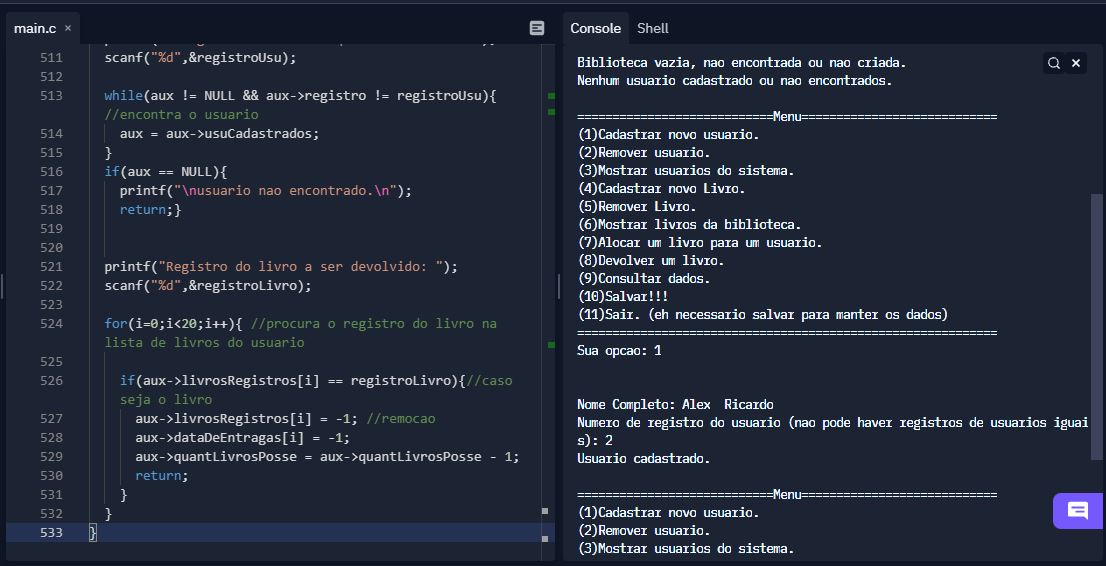 main.c ×
511 scanf("%d",&registroUsu);
512
513 while(aux != NULL && aux->registro != registroUsu){
//encontra o usuario
514 aux = aux->usuCadastrados;
515 }
516 if(aux == NULL){
517 printf("\nusuario nao encontrado.\n");
518 return;}
519
520
521 printf("Registro do livro a ser devolvido: ");
522 scanf("%d",&registroLivro);
523
524 for(i=0;i<20;i++){ //procura o registro do livro na
lista de livros do usuario
525
526 if(aux->livrosRegistros[i] == registroLivro){//caso
seja o livro
527 aux->livrosRegistros[i] = -1; //remocao
528 aux->dataDeEntragas[i] = -1;
529 aux->quantLivrosPosse = aux->quantLivrosPosse - 1;
530 return;
531 }
532 }
533 }
Console Shell
Biblioteca vazia, nao encontrada ou nao criada.
Nenhum usuario cadastrado ou nao encontrados.
============================Menu============================
(1)Cadastrar novo usuario.
(2)Remover usuario.
(3)Mostrar usuarios do sistema.
(4)Cadastrar novo Livro.
(5)Remover Livro.
(6)Mostrar livros da biblioteca.
(7)Alocar um livro para um usuario.
(8)Devolver um livro.
(9)Consultar dados.
(10)Salvar!!!
(11)Sair. (eh necessario salvar para manter os dados)
============================================================
Sua opcao: 1
Nome Completo: Alex  Ricardo
Numero de registro do usuario (nao pode haver registros de usuarios iguai
s): 2
Usuario cadastrado.
============================Menu============================
(1)Cadastrar novo usuario.
(2)Remover usuario.
(3)Mostrar usuarios do sistema.